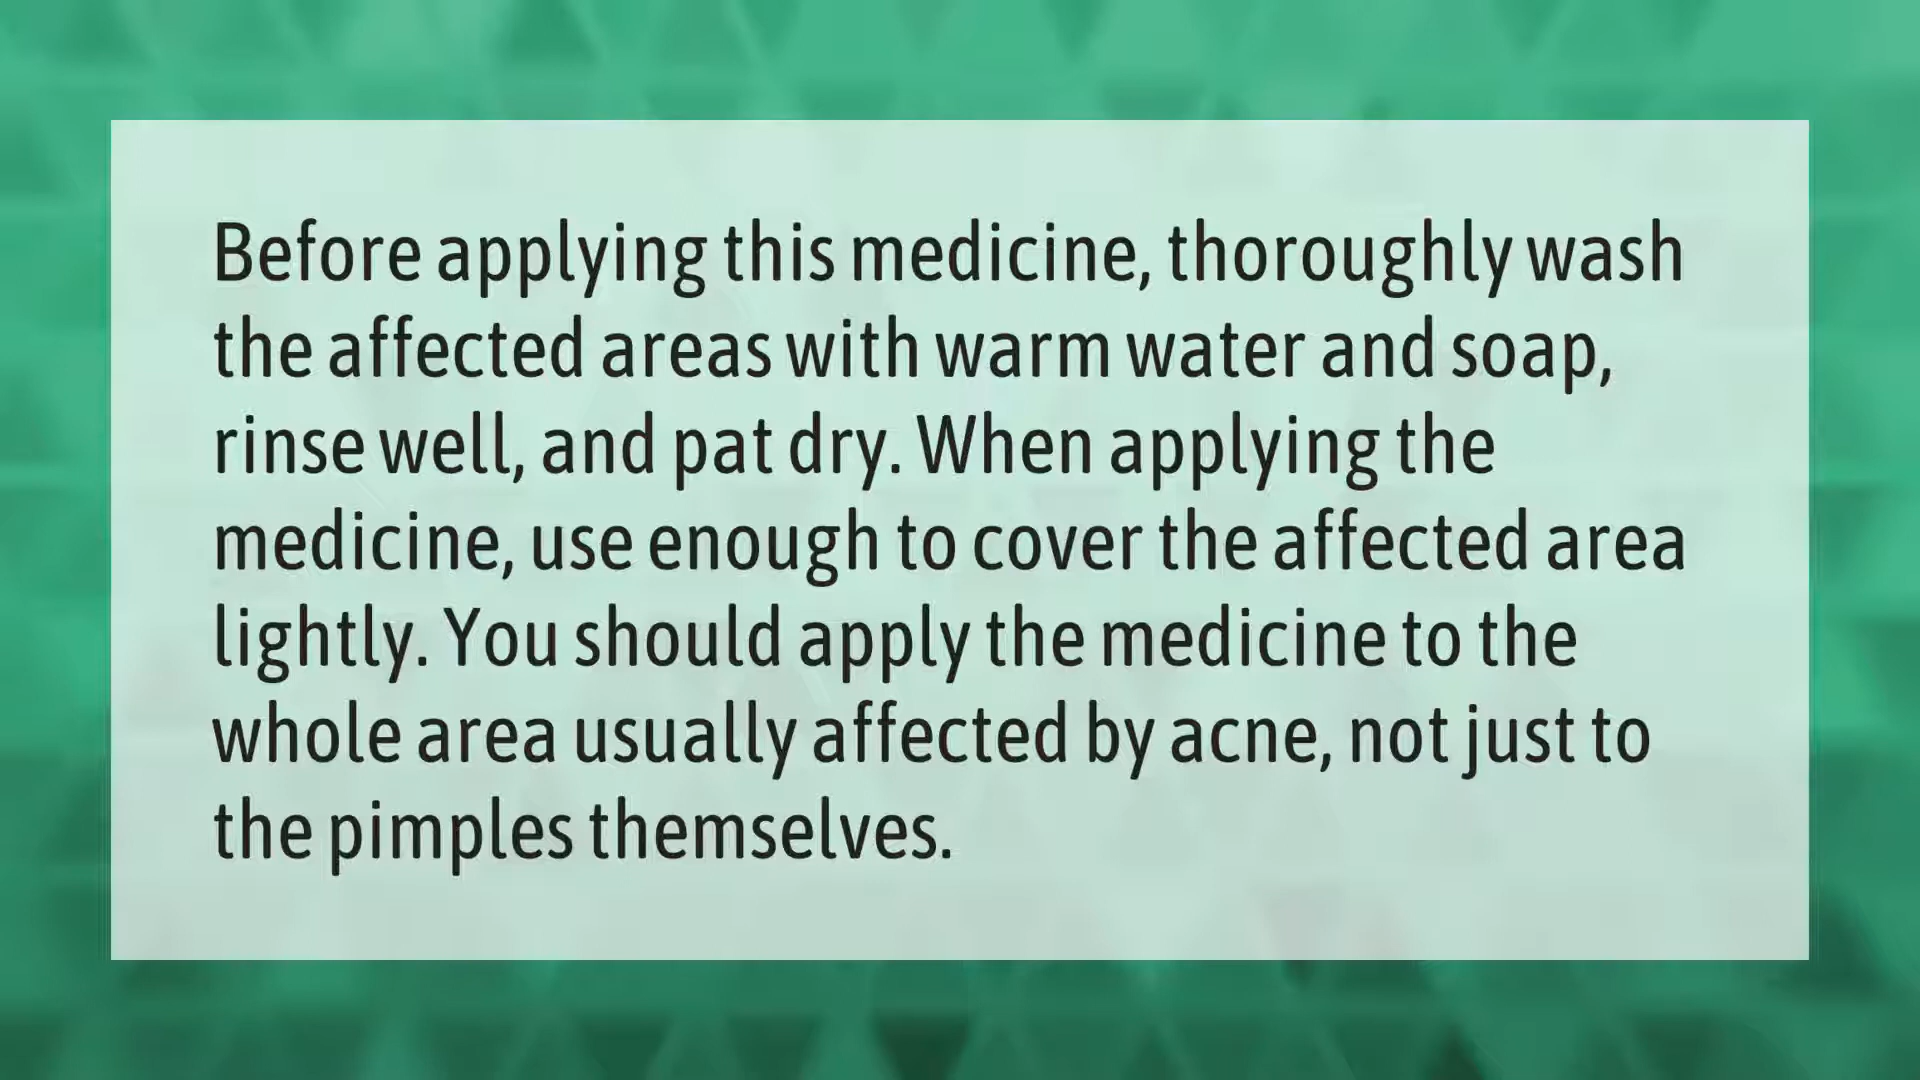 Before applying this medicine, thoroughly wash
the affected areas with warm water and soap,
rinse well, and pat dry. When applying the
medicine, use enough to cover the affected area
lightly. You should apply the medicine to the
whole area usually affected by acne, not just to
the pimples themselves.